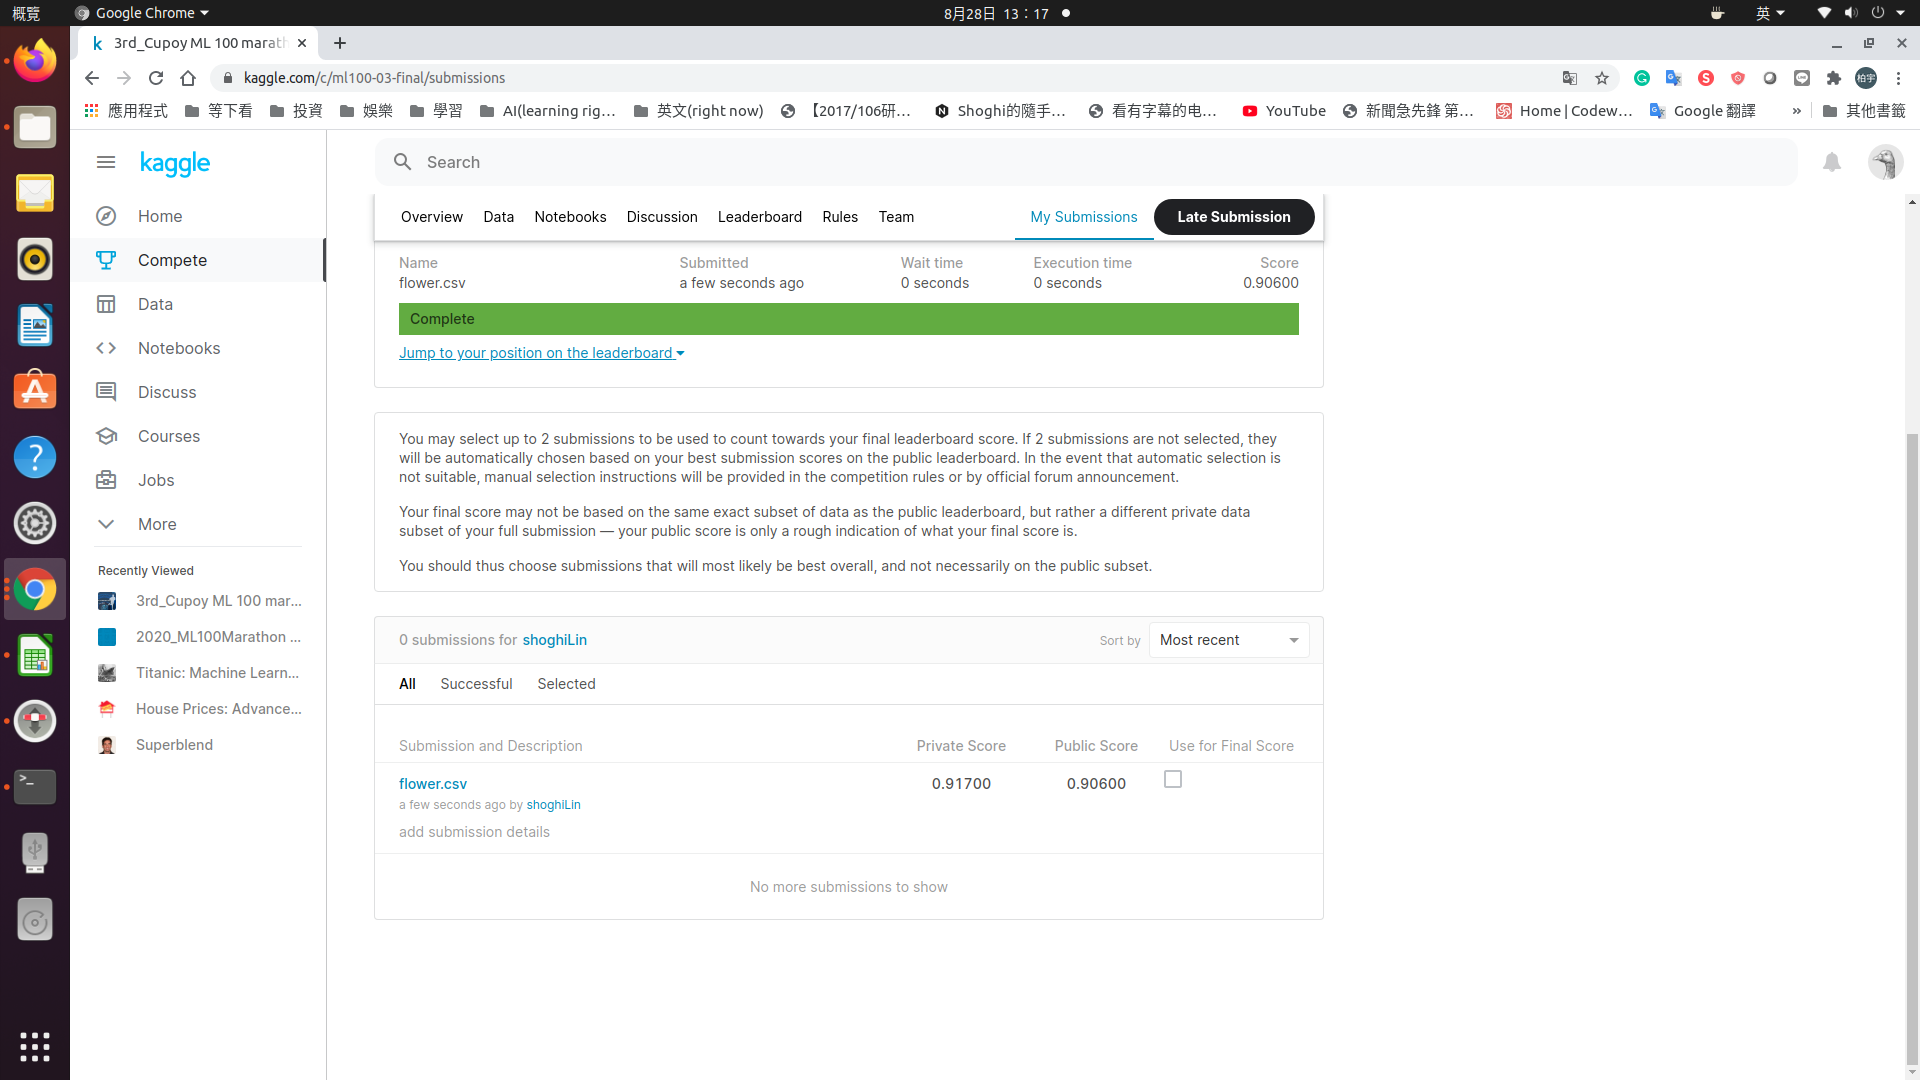 概覽
Google Chrome
8月28日 13：17
英
3rd_Cupoy ML 100 marath
kaggle.com/c/ml100-03-final/submissions
柏宇
應用程式
等下看
投資
娛樂
學習
AI(learning rig...
英文(right now)
【2017/106研...
Shoghi的隨手...
看有字幕的电...
YouTube
新聞急先鋒 第...
Home | Codew...
Google 翻譯
»
其他書籤
kaggle
Search
Home
Compete
Data
Notebooks
Discuss
Courses
Jobs
More
Recently Viewed
3rd_Cupoy ML 100 mar...
2020_ML100Marathon ...
Titanic: Machine Learn...
House Prices: Advance...
Superblend
Overview
Data
Notebooks
Discussion
Leaderboard
Rules
Team
My Submissions
Late Submission
Name
Submitted
Wait time
Execution time
Score
flower.csv
a few seconds ago
0 seconds
0 seconds
0.90600
Complete
Jump to your position on the leaderboard
You may select up to 2 submissions to be used to count towards your final leaderboard score. If 2 submissions are not selected, they
will be automatically chosen based on your best submission scores on the public leaderboard. In the event that automatic selection is
not suitable, manual selection instructions will be provided in the competition rules or by official forum announcement.
Your final score may not be based on the same exact subset of data as the public leaderboard, but rather a different private data
subset of your full submission — your public score is only a rough indication of what your final score is.
You should thus choose submissions that will most likely be best overall, and not necessarily on the public subset.
0 submissions for shoghiLin
Sort by
Most recent
All
Successful
Selected
Submission and Description
Private Score
Public Score
Use for Final Score
flower.csv
0.91700
0.90600
a few seconds ago by shoghiLin
add submission details
No more submissions to show